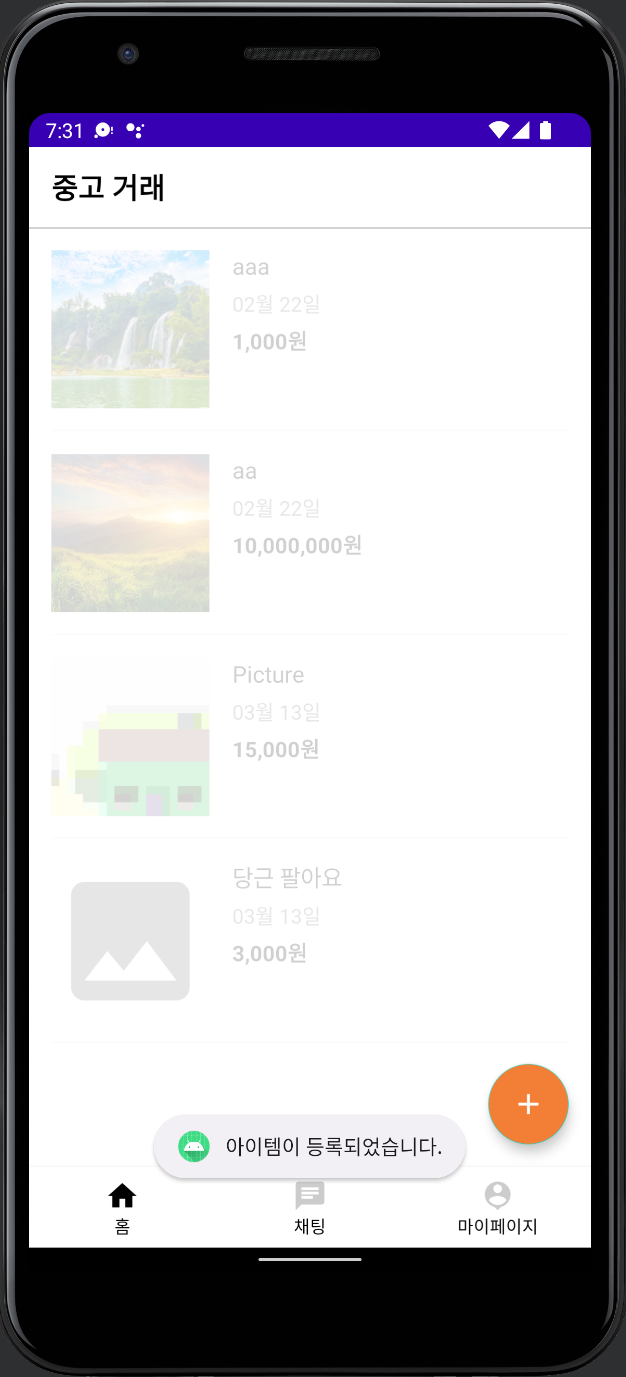 7:31
중고 거래
aaa
02월 22일
1,000원
aa
02월 22일
10,000,000원
Picture
03월 13일
15,000원
당근 팔아요
03월 13일
3,000원
아이템이 등록되었습니다.
홈
채팅
마이페이지